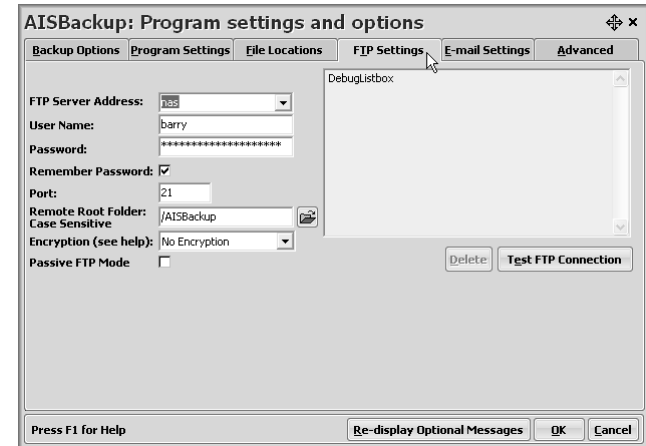 AISBackup: Program settings and options
Backup Options Program Settings File Locations FTP Settings E-mail Settings Advanced
DebugListbox
FTP Server Address: nas
User Name: barry
Password: ********************
Remember Password:
Port: 21
Remote Root Folder:
Case Sensitive
/AISBackup
Encryption (see help): No Encryption
Passive FTP Mode
Delete Test FTP Connection
Press F1 for Help Re-display Optional Messages OK Cancel